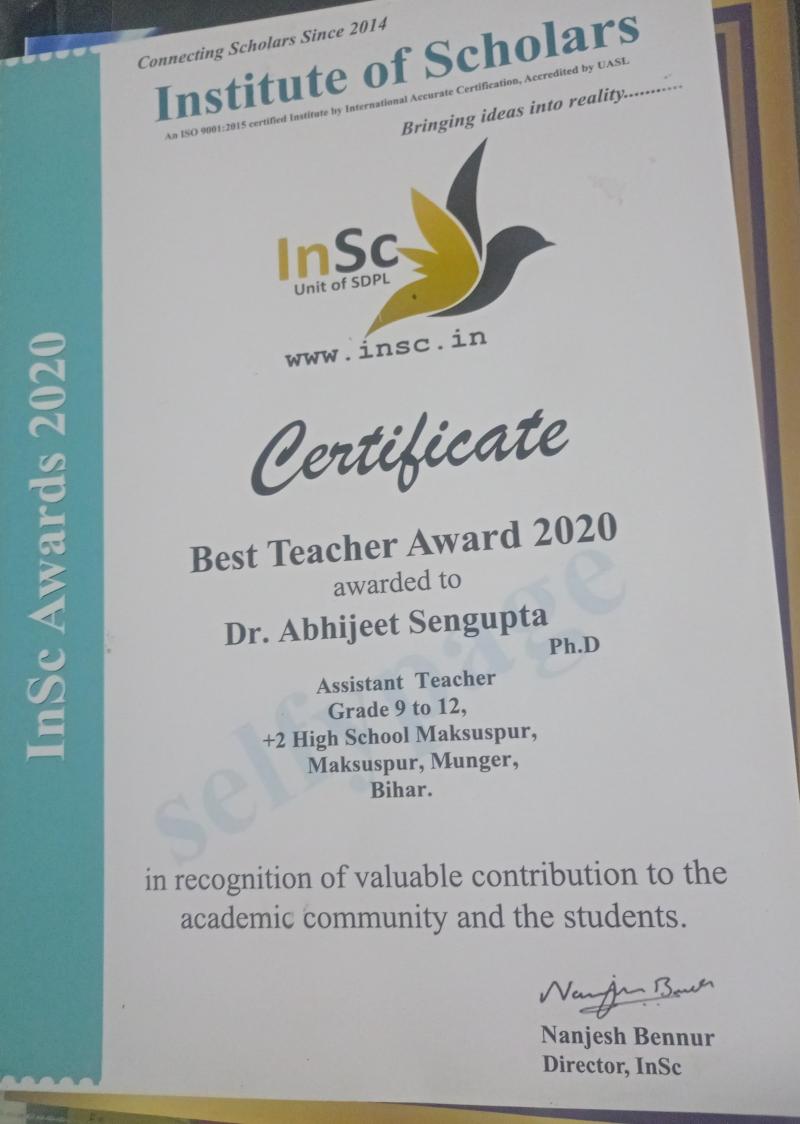 Connecting Scholars Since 2014
Institute of Scholars
An ISO 9001:2015 certified Institute by International Accurate Certification, Accredited by UASL
Bringing ideas into reality...........
InSc
Unit of SDPL
www.insc.in
Certificate
Best Teacher Award 2020
awarded to
Dr. Abhijeet Sengupta
Ph.D
Assistant Teacher
Grade 9 to 12,
+2 High School Maksuspur,
Maksuspur, Munger,
Bihar.
in recognition of valuable contribution to the
academic community and the students.
Nanjesh Bennur
Director, InSc
InSc Awards 2020
selfypage